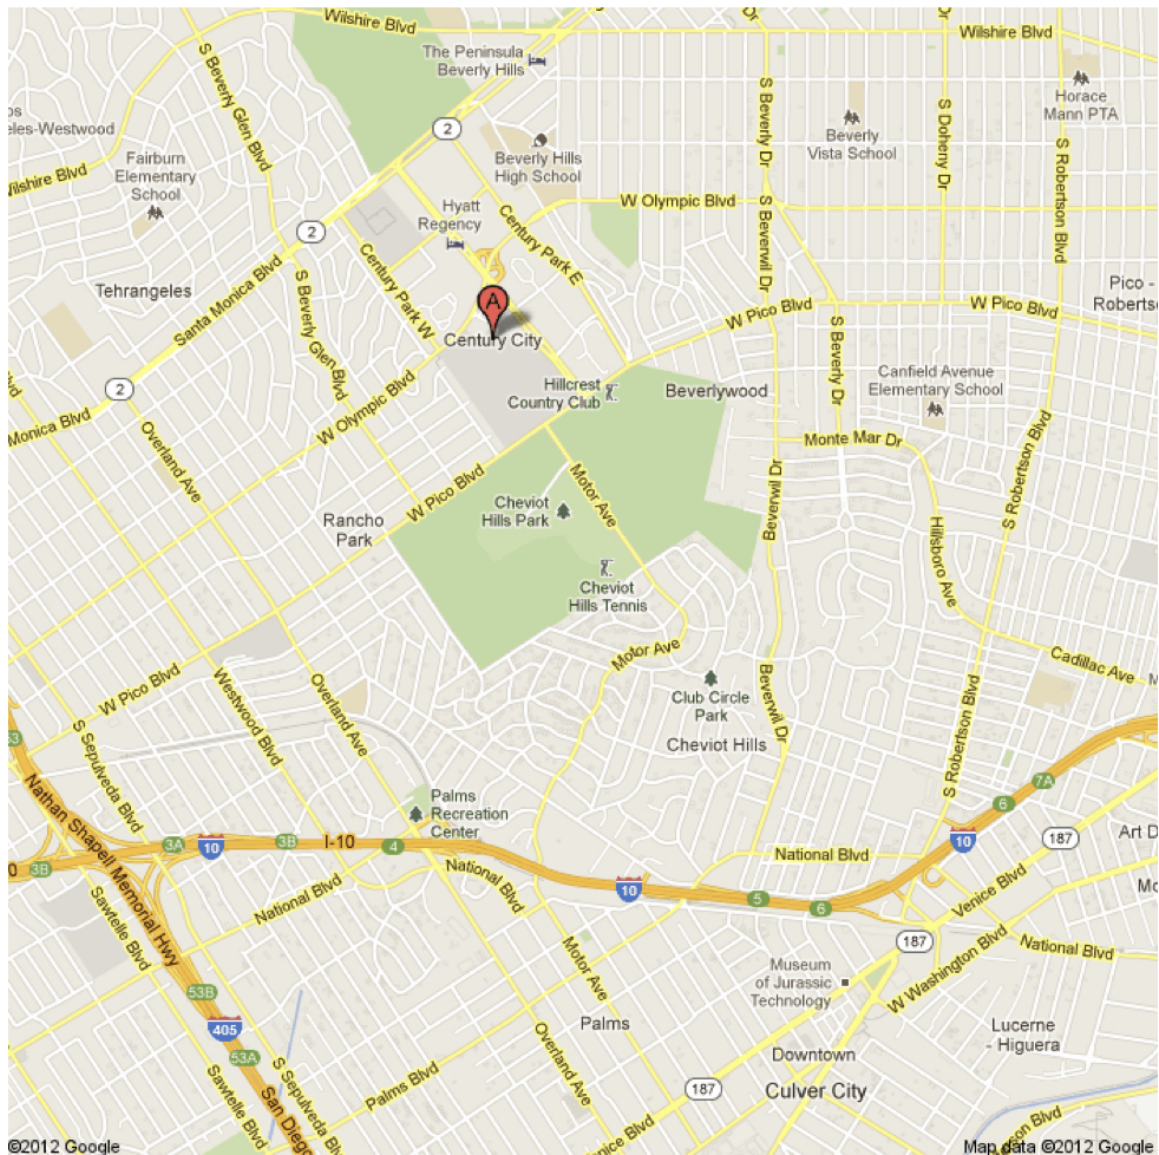 Wilshire Blvd
Wilshire Blvd
The Peninsula
Beverly Hills
S Beverly Glen Blvd
S Beverly Dr
S Doheny Dr
Horace
Mann PTA
2
eles-Westwood
Beverly
Vista School
Fairburn
Elementary
School
Beverly Hills
High School
S Robertson Blvd
Wilshire Blvd
W Olympic Blvd
Hyatt
Regency
S Beverwil Dr
2
Century Park E
Century Park W
Tehrangeles
Santa Monica Blvd
S Beverly Glen Blvd
A
Pico -
Robertso
W Pico Blvd
W Pico Blvd
S Beverly Dr
Century City
2
Hillcrest
Country Club
Beverlywood
Canfield Avenue
Elementary School
W Olympic Blvd
Monica Blvd
Overland Ave
Monte Mar Dr
S Robertson Blvd
W Pico Blvd
Motor Ave
Beverwil Dr
Cheviot
Hills Park
Rancho
Park
Hillsboro Ave
Cheviot
Hills Tennis
Motor Ave
Cadillac Ave
W Pico Blvd
Westwood Blvd
Overland Ave
Club Circle
Park
Beverwil Dr
S Robertson Blvd
Cheviot Hills
S Sepulveda Blvd
Nathan Shapell Memorial Hwy
Palms
Recreation
Center
7A
6
187
Art D
3A
10
3B
I-10
4
10
3B
National Blvd
National Blvd
National Blvd
10
5
6
Venice Blvd
Sawtelle Blvd
187
W Washington Blvd
National Blvd
Motor Ave
Museum
of Jurassic
Technology
53B
405
Palms
Lucerne
- Higuera
53A
Overland Ave
Downtown
Culver City
S Sepulveda Blvd
Sawtelle Blvd
San Diego
Palms Blvd
187
enice Blvd
son Blvd
©2012 Google
Map data ©2012 Google